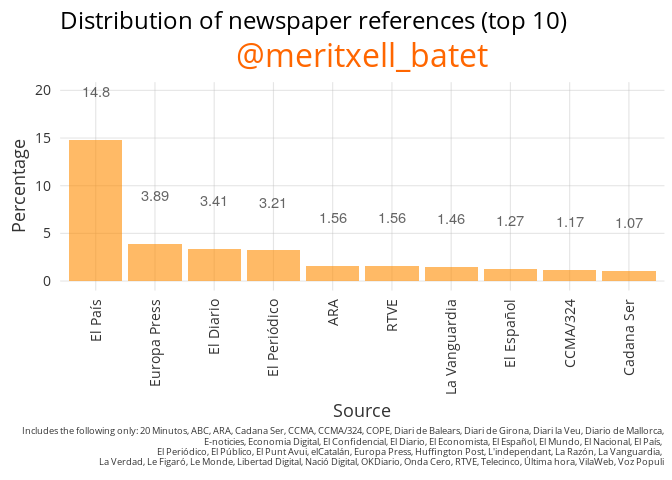 Distribution of newspaper references (top 10)
@meritxell_batet
20
15
10
5
0
Percentage
14.8
3.89
3.41
3.21
1.56
1.56
1.46
1.27
1.17
1.07
El País
Europa Press
El Diario
El Periódico
ARA
RTVE
La Vanguardia
El Español
CCMA/324
Cadana Ser
Source
Includes the following only: 20 Minutos, ABC, ARA, Cadana Ser, CCMA, CCMA/324, COPE, Diari de Balears, Diari de Girona, Diari la Veu, Diario de Mallorca,
E-noticies, Economia Digital, El Confidencial, El Diario, El Economista, El Español, El Mundo, El Nacional, El País,
El Periódico, El Público, El Punt Avui, elCatalán, Europa Press, Huffington Post, L'independant, La Razón, La Vanguardia,
La Verdad, Le Figaró, Le Monde, Libertad Digital, Nació Digital, OKDiario, Onda Cero, RTVE, Telecinco, Última hora, VilaWeb, Voz Populi